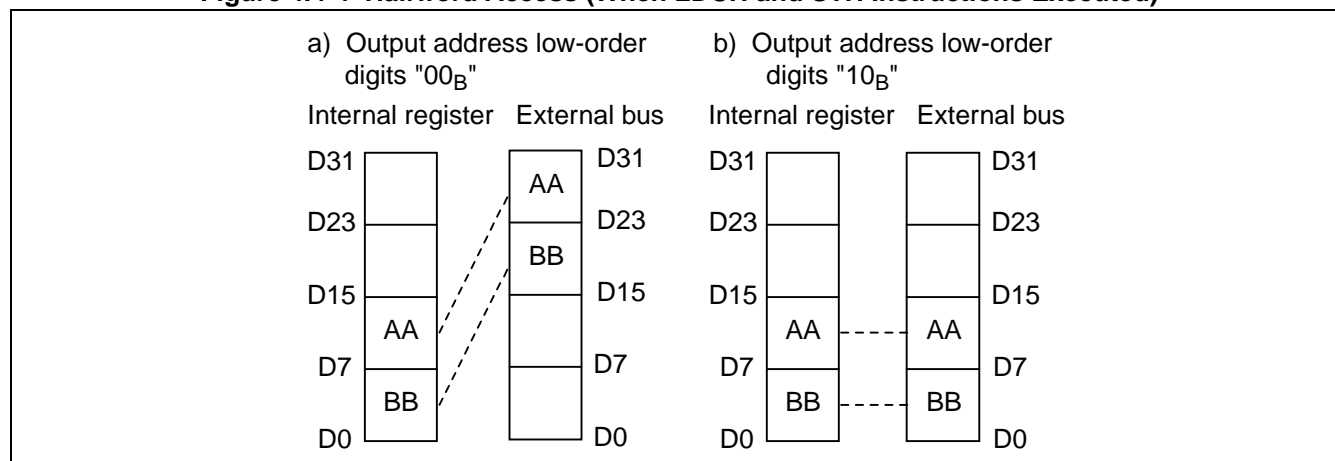 a) Output address low-order digits "00B"
Internal register External bus
D31 D31
AA
D23 D23
BB
D15 D15
AA
D7 D7
BB
D0 D0
b) Output address low-order digits "10B"
Internal register External bus
D31 D31
D23 D23
D15 D15
AA AA
D7 D7
BB BB
D0 D0